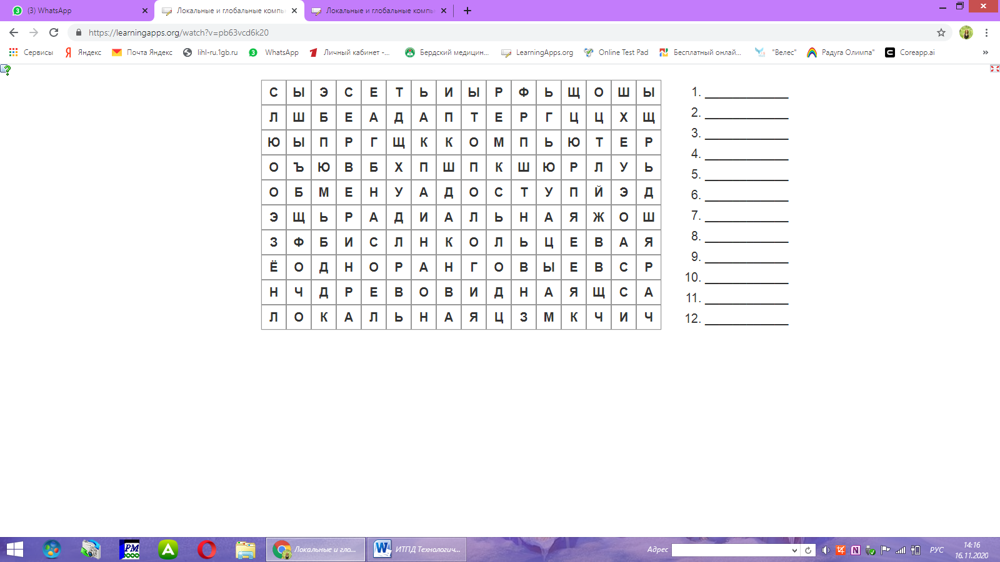 (3) WhatsApp
Локальные и глобальные компь
Локальные и глобальные компь
https://learningapps.org/watch?v=pb63vcd6k20
Сервисы Яндекс Почта Яндекс lihl-ru.1gb.ru WhatsApp Личный кабинет -... Бердский медицин... LearningApps.org Online Test Pad Бесплатный онлай... "Велес" Радуга Олимпа" Coreapp.ai »
С Ы Э С Е Т Ь И Ы Р Ф Ь Щ О Ш Ы
Л Ш Б Е А Д А П Т Е Р Г Ц Ц Х Щ
Ю Ы П Р Г Щ К К О М П Ь Ю Т Е Р
О Ъ Ю В Б Х П Ш П К Ш Ю Р Л У Ь
О Б М Е Н У А Д О С Т У П Й Э Д
Э Щ Ь Р А Д И А Л Ь Н А Я Ж О Ш
З Ф Б И С Л Н К О Л Ь Ц Е В А Я
Ё О Д Н О Р А Н Г О В Ы Е В С Р
Н Ч Д Р Е В О В И Д Н А Я Щ С А
Л О К А Л Ь Н А Я Ц З М К Ч И Ч
1. ____________
2. ____________
3. ____________
4. ____________
5. ____________
6. ____________
7. ____________
8. ____________
9. ____________
10. ____________
11. ____________
12. ____________
PM
Локальные и гло...
ИТПД Технологич...
Адрес
РУС
14:16
16.11.2020